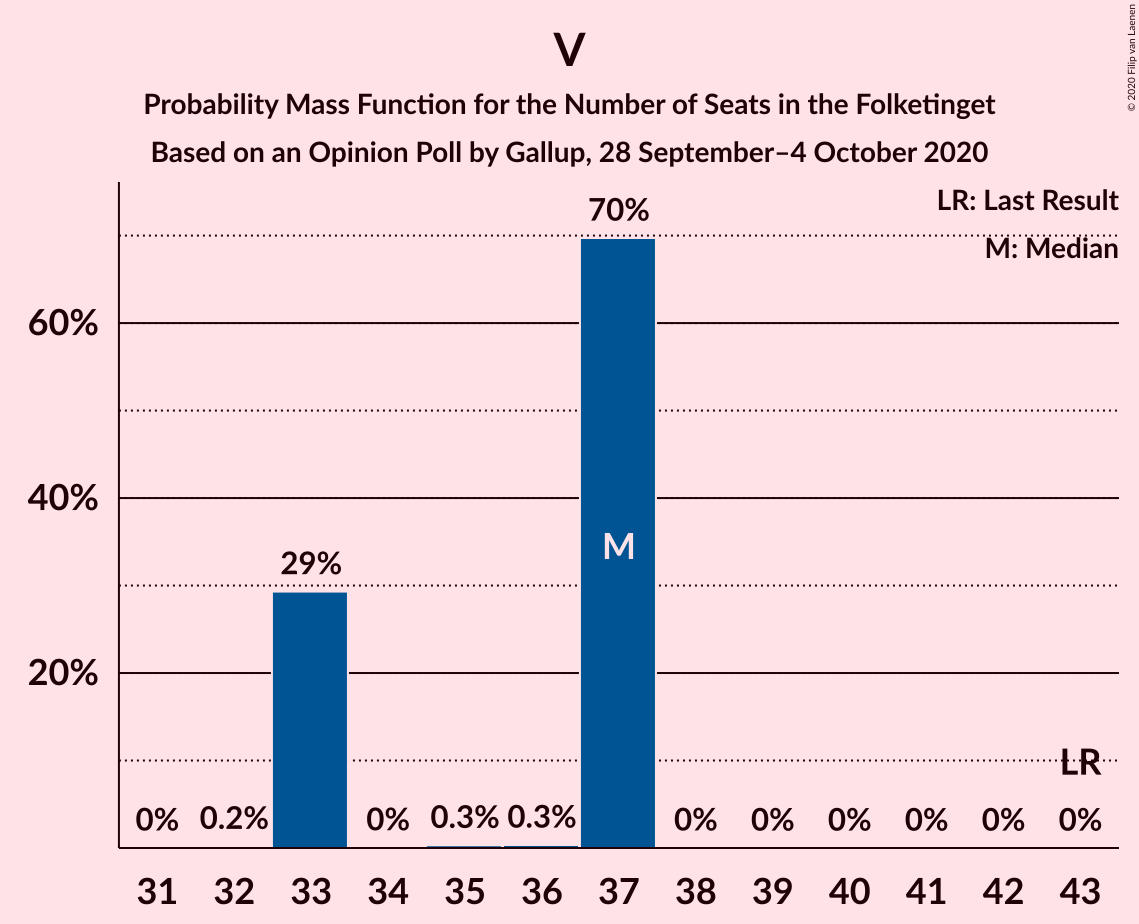 V
Probability Mass Function for the Number of Seats in the Folketinget
Based on an Opinion Poll by Gallup, 28 September–4 October 2020
© 2020 Filip van Laenen
LR: Last Result
M: Median
70%
60%
40%
M
29%
20%
LR
0% 0.2% 0% 0.3% 0.3% 0% 0% 0% 0% 0% 0%
31 32 33 34 35 36 37 38 39 40 41 42 43